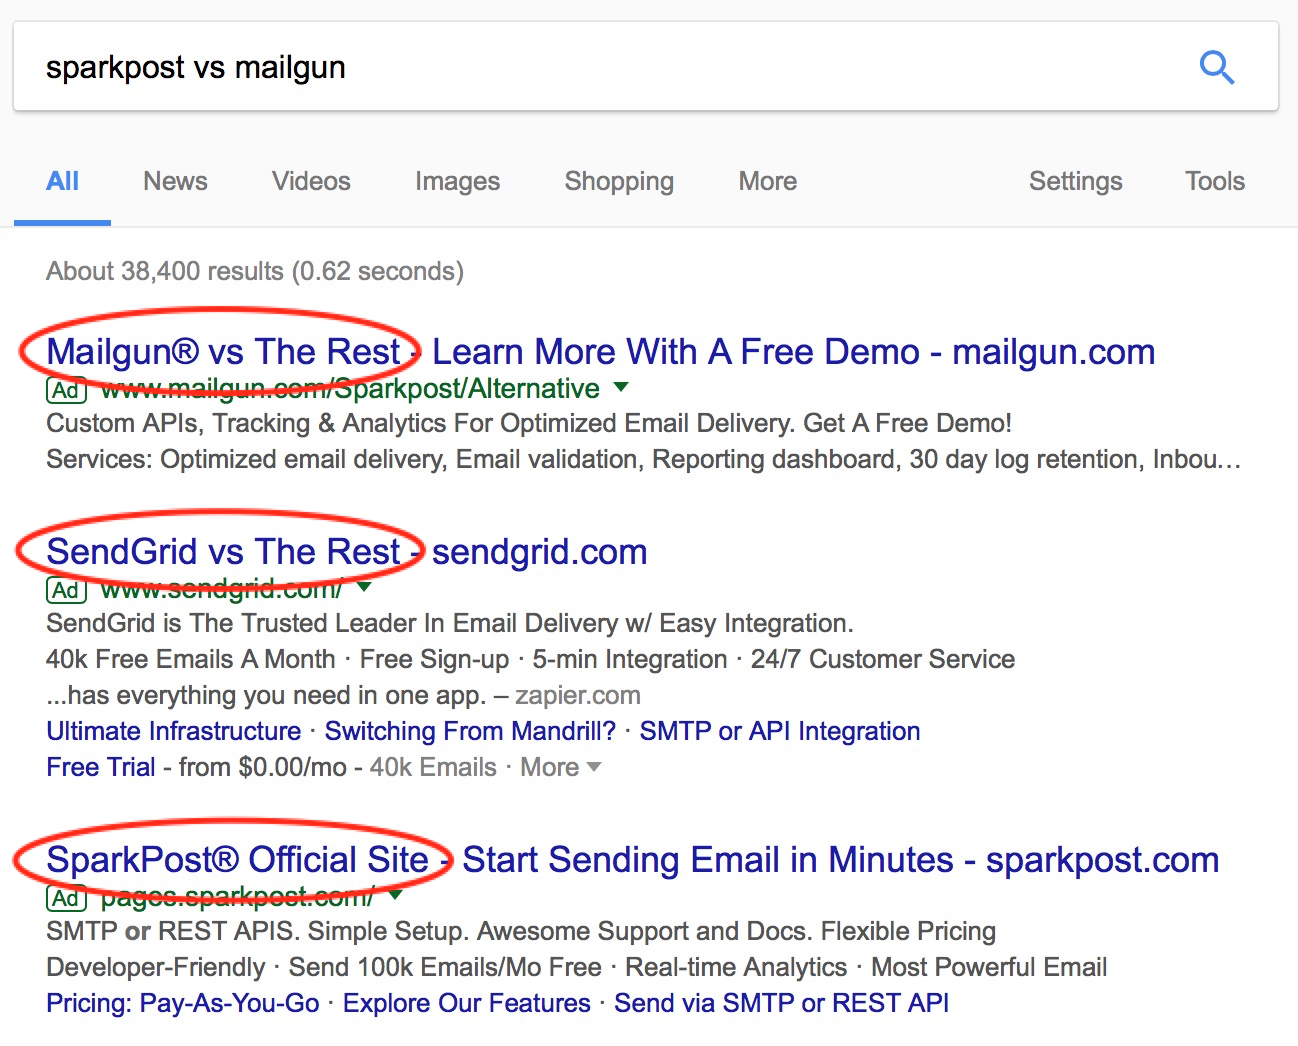 sparkpost vs mailgun
All News Videos Images Shopping More Settings Tools
About 38,400 results (0.62 seconds)
Mailgun® vs The Rest - Learn More With A Free Demo - mailgun.com
Ad www.mailgun.com/Sparkpost/Alternative
Custom APIs, Tracking & Analytics For Optimized Email Delivery. Get A Free Demo!
Services: Optimized email delivery, Email validation, Reporting dashboard, 30 day log retention, Inbou...
SendGrid vs The Rest - sendgrid.com
Ad www.sendgrid.com/
SendGrid is The Trusted Leader In Email Delivery w/ Easy Integration.
40k Free Emails A Month · Free Sign-up · 5-min Integration · 24/7 Customer Service
...has everything you need in one app. – zapier.com
Ultimate Infrastructure · Switching From Mandrill? · SMTP or API Integration
Free Trial - from $0.00/mo - 40k Emails · More
SparkPost® Official Site - Start Sending Email in Minutes - sparkpost.com
Ad pages.sparkpost.com/
SMTP or REST APIS. Simple Setup. Awesome Support and Docs. Flexible Pricing
Developer-Friendly · Send 100k Emails/Mo Free · Real-time Analytics · Most Powerful Email
Pricing: Pay-As-You-Go · Explore Our Features · Send via SMTP or REST API